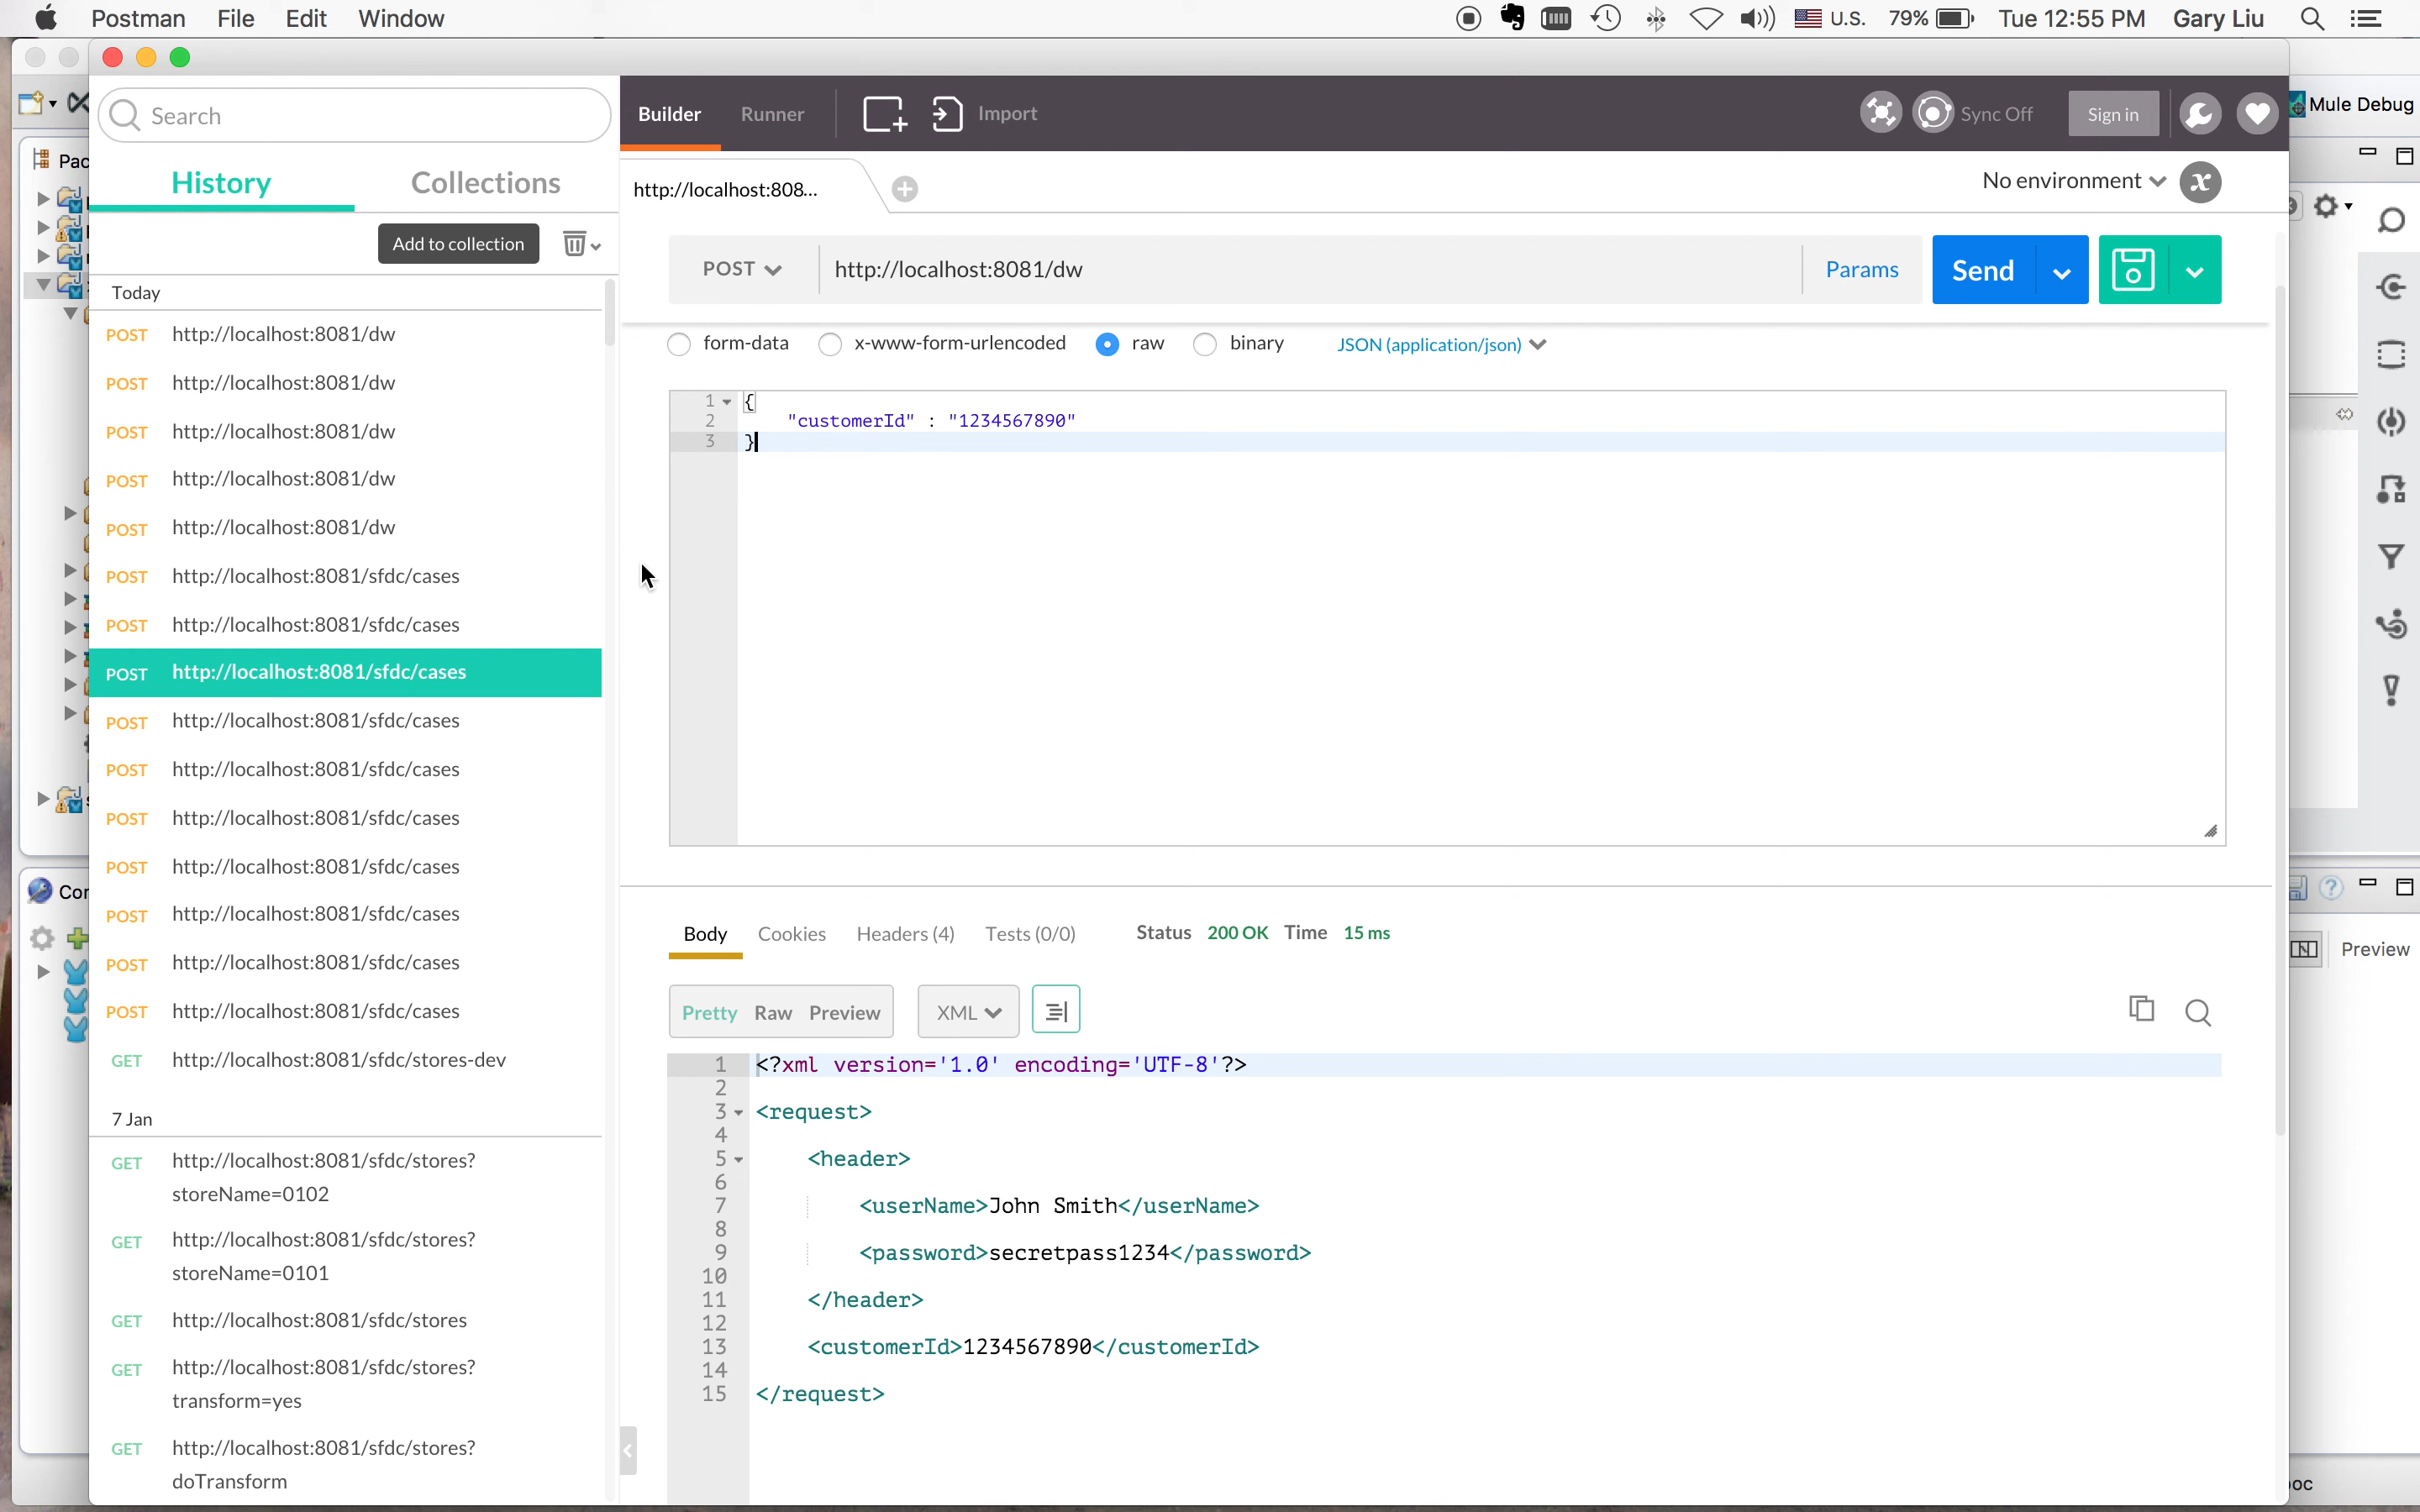 Postman File Edit Window
U.S. 79% Tue 12:55 PM Gary Liu
Search
History Collections
Add to collection
Today
POST http://localhost:8081/dw
POST http://localhost:8081/dw
POST http://localhost:8081/dw
POST http://localhost:8081/dw
POST http://localhost:8081/dw
POST http://localhost:8081/sfdc/cases
POST http://localhost:8081/sfdc/cases
POST http://localhost:8081/sfdc/cases
POST http://localhost:8081/sfdc/cases
POST http://localhost:8081/sfdc/cases
POST http://localhost:8081/sfdc/cases
POST http://localhost:8081/sfdc/cases
POST http://localhost:8081/sfdc/cases
POST http://localhost:8081/sfdc/cases
POST http://localhost:8081/sfdc/cases
GET http://localhost:8081/sfdc/stores-dev
7 Jan
GET http://localhost:8081/sfdc/stores?
storeName=0102
GET http://localhost:8081/sfdc/stores?
storeName=0101
GET http://localhost:8081/sfdc/stores
GET http://localhost:8081/sfdc/stores?
transform=yes
GET http://localhost:8081/sfdc/stores?
doTransform
Builder Runner Import Sync Off Sign in
http://localhost:808... No environment
POST http://localhost:8081/dw Params Send
form-data x-www-form-urlencoded raw binary JSON (application/json)
1 {
2 "customerId" : "1234567890"
3 }
Body Cookies Headers (4) Tests (0/0) Status 200 OK Time 15 ms
Pretty Raw Preview XML
1 <?xml version='1.0' encoding='UTF-8'?>
2
3 <request>
4
5 <header>
6
7 <userName>John Smith</userName>
8
9 <password>secretpass1234</password>
10
11 </header>
12
13 <customerId>1234567890</customerId>
14
15 </request>
Mule Debug
Preview
Pac
Cor